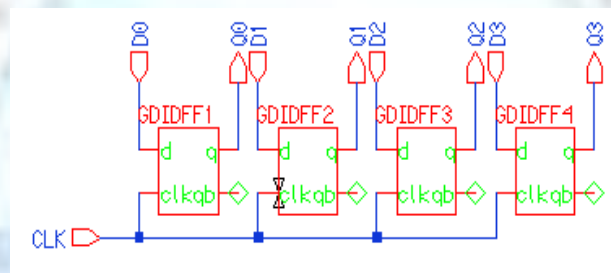 D0 Q0 D1 Q1 D2 Q2 D3 Q3
GDIDFF1 GDIDFF2 GDIDFF3 GDIDFF4
d q d q d q d q
clkqb clkqb clkqb clkqb
CLK